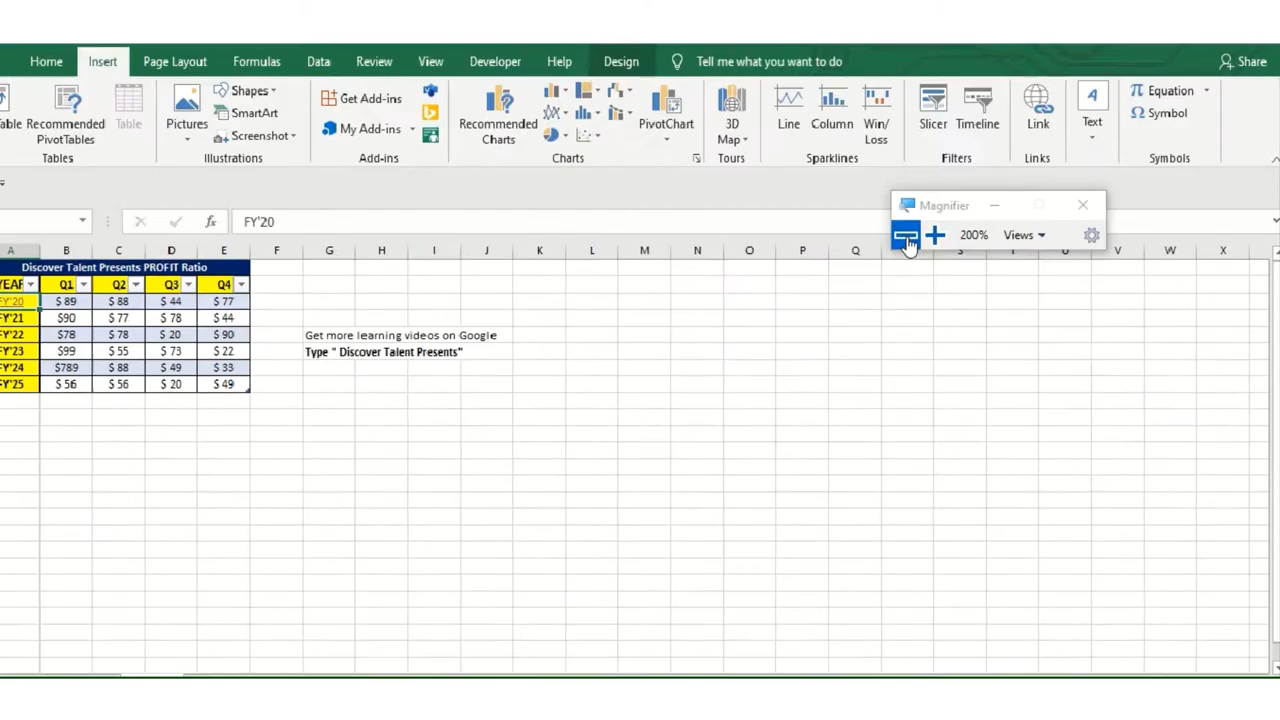 Home Insert Page Layout Formulas Data Review View Developer Help Design Tell me what you want to do Share
Recommended PivotTables Table Pictures Shapes SmartArt Screenshot Get Add-ins My Add-ins Recommended Charts PivotChart 3D Map Line Column Win/Loss Slicer Timeline Link Text Equation Symbol
Tables Illustrations Add-ins Charts Tours Sparklines Filters Links Symbols
Magnifier
200% Views
fx FY'20
A B C D E F G H I J K L M N O P Q V W X
Discover Talent Presents PROFIT Ratio
YEAR Q1 Q2 Q3 Q4
FY'20 $ 89 $ 88 $ 44 $ 77
FY'21 $90 $ 77 $ 78 $ 44
FY'22 $78 $ 78 $ 20 $ 90
FY'23 $99 $ 55 $ 73 $ 22
FY'24 $789 $ 88 $ 49 $ 33
FY'25 $ 56 $ 56 $ 20 $ 49
Get more learning videos on Google
Type " Discover Talent Presents"